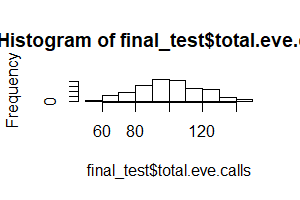 Histogram of final_test$total.eve.
Frequency
0
60 80 120
final_test$total.eve.calls